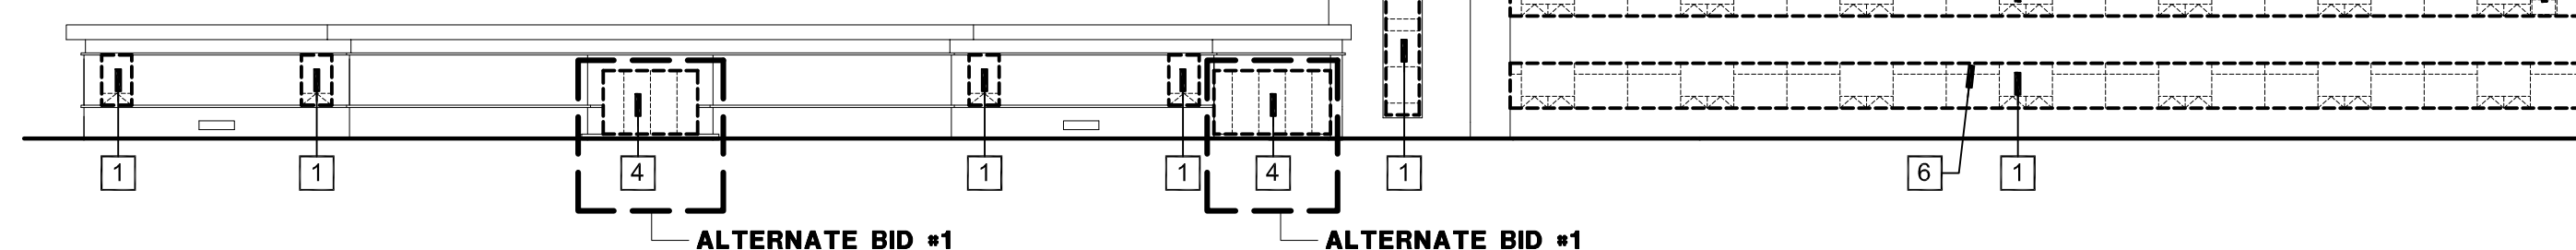 1 1 4 1 1 4 1 6 1
ALTERNATE BID #1 ALTERNATE BID #1